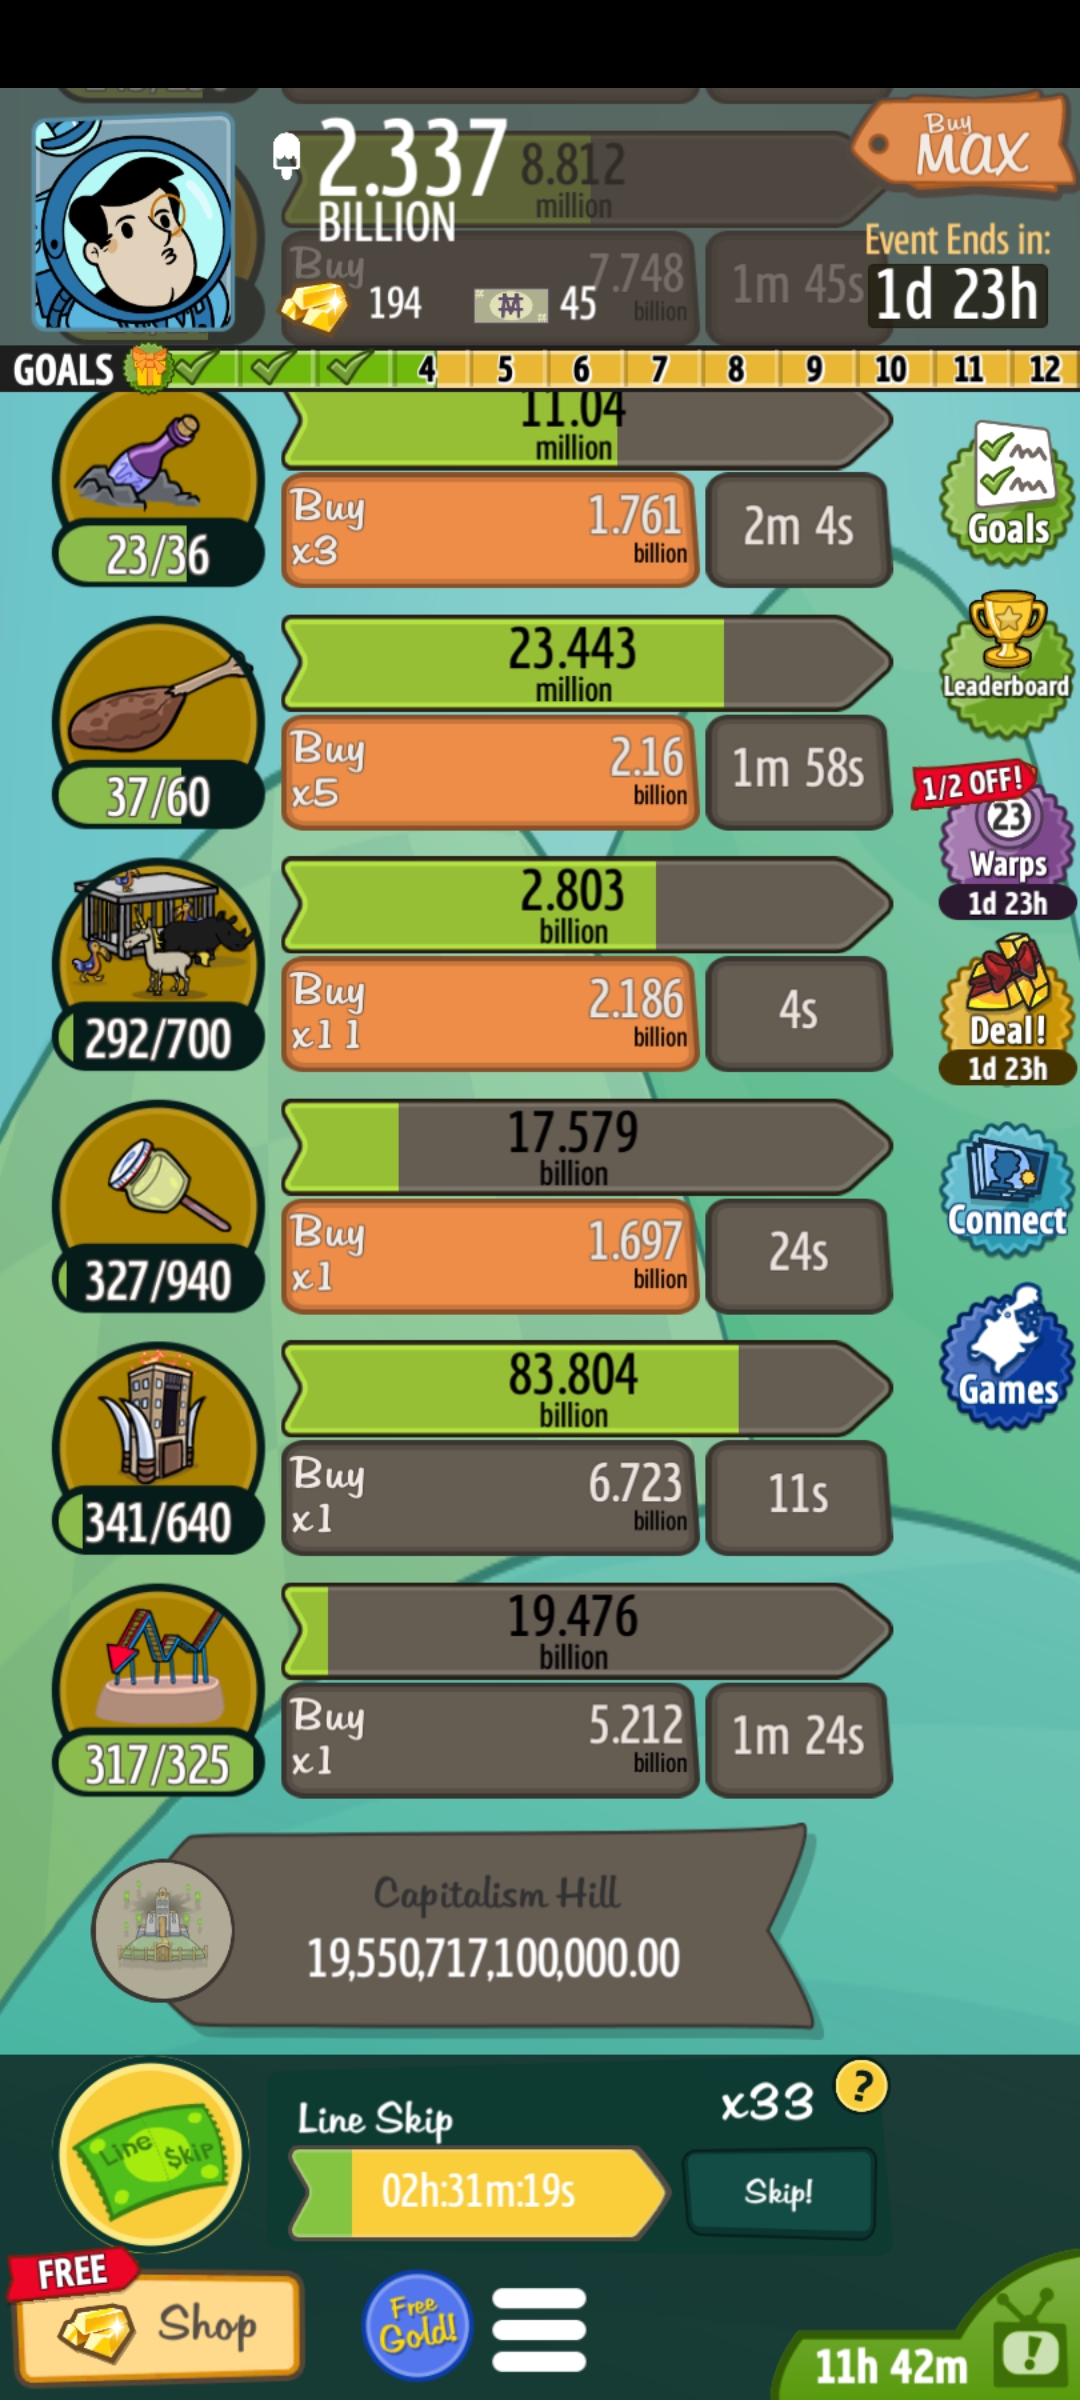 Buy
MAX
2.337
BILLION
8.812
million
Event Ends in:
1d 23h
Buy
7.748
billion
1m 45s
194
45
GOALS 4 5 6 7 8 9 10 11 12
11.04
million
Buy
x3
1.761
billion
2m 4s
23/36
Goals
23.443
million
Buy
x5
2.16
billion
1m 58s
37/60
Leaderboard
1/2 OFF!
23
Warps
1d 23h
2.803
billion
Buy
x11
2.186
billion
4s
292/700
Deal!
1d 23h
17.579
billion
Buy
x1
1.697
billion
24s
327/940
Connect
83.804
billion
Buy
x1
6.723
billion
11s
341/640
Games
19.476
billion
Buy
x1
5.212
billion
1m 24s
317/325
Capitalism Hill
19,550,717,100,000.00
Line $kip
Line Skip
x33
?
02h:31m:19s
Skip!
FREE
Shop
Free
Gold!
11h 42m
!